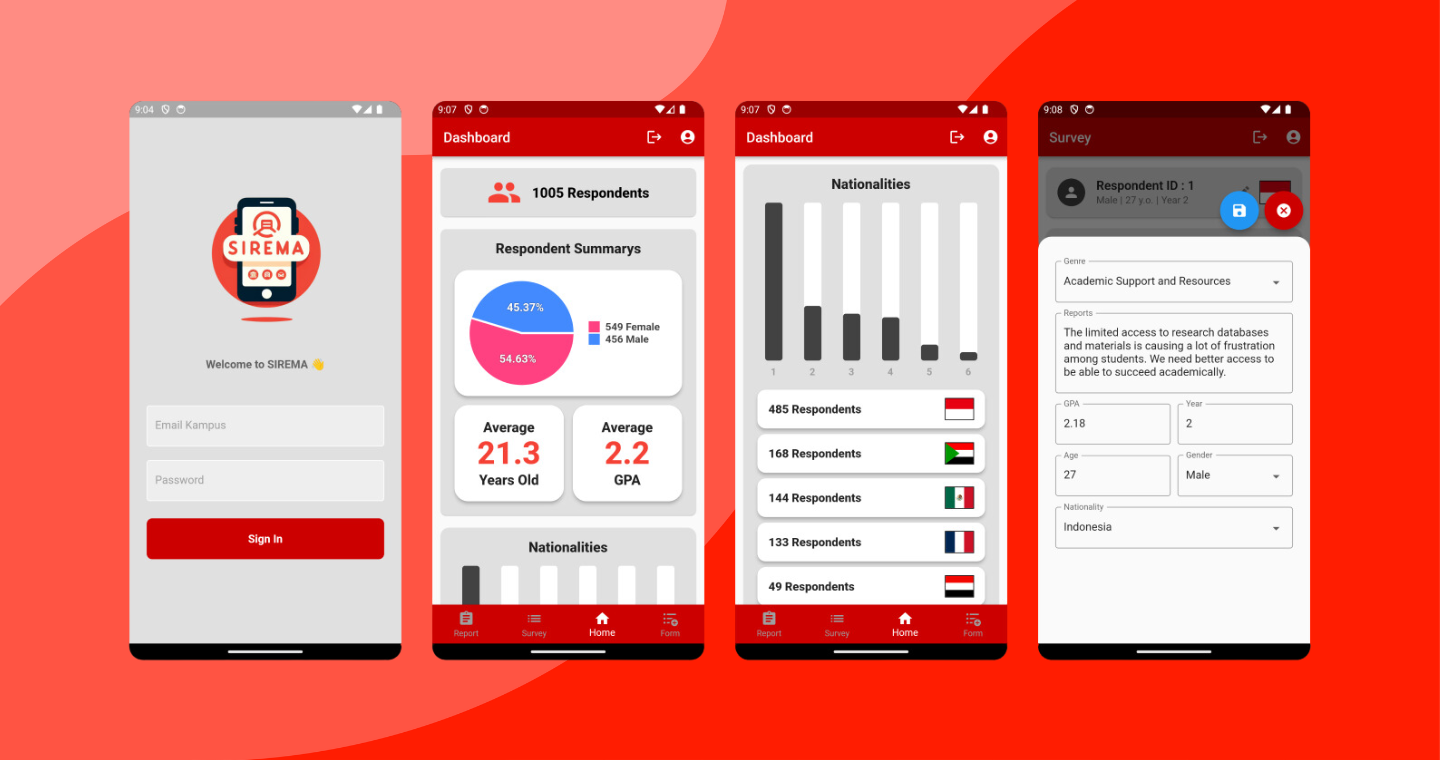 9:04
SIREMA
Welcome to SIREMA 👋
Email Kampus
Password
Sign In
9:07
Dashboard
1005 Respondents
Respondent Summarys
45.37%
54.63%
549 Female
456 Male
Average
21.3
Years Old
Average
2.2
GPA
Nationalities
Report
Survey
Home
Form
9:07
Dashboard
Nationalities
1 2 3 4 5 6
485 Respondents
168 Respondents
144 Respondents
133 Respondents
49 Respondents
Report
Survey
Home
Form
9:08
Survey
Respondent ID : 1
Male | 27 y.o. | Year 2
Genre
Academic Support and Resources
Reports
The limited access to research databases
and materials is causing a lot of frustration
among students. We need better access to
be able to succeed academically.
GPA
2.18
Year
2
Age
27
Gender
Male
Nationality
Indonesia